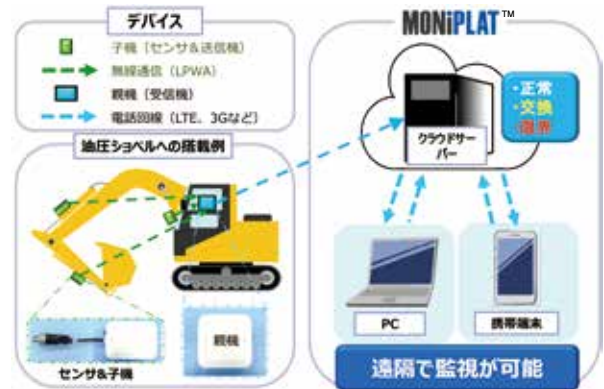 デバイス
子機（センサ&送信機）
無線通信（LPWA）
親機（受信機）
電話回線（LTE、3Gなど）
油圧ショベルへの搭載例
センサ&子機
親機
MONiPLAT™
・正常
・交換
・限界
クラウドサー
バー
PC
携帯端末
遠隔で監視が可能